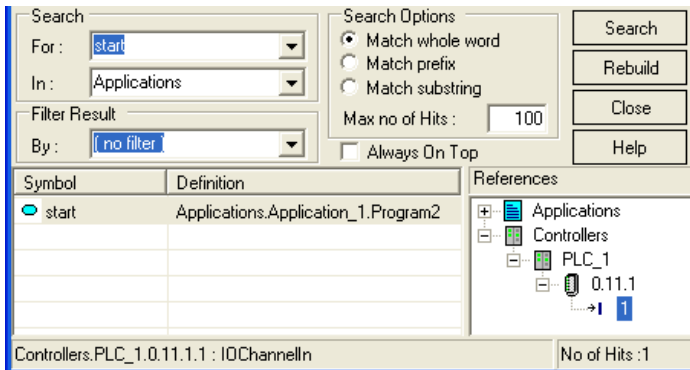 Search
For :
start
In :
Applications
Filter Result
By :
( no filter )
Search Options
Match whole word
Match prefix
Match substring
Max no of Hits :
100
Always On Top
Search
Rebuild
Close
Help
Symbol
Definition
start
Applications.Application_1.Program2
References
Applications
Controllers
PLC_1
0.11.1
1
Controllers.PLC_1.0.11.1.1 : IOChannelIn
No of Hits :1